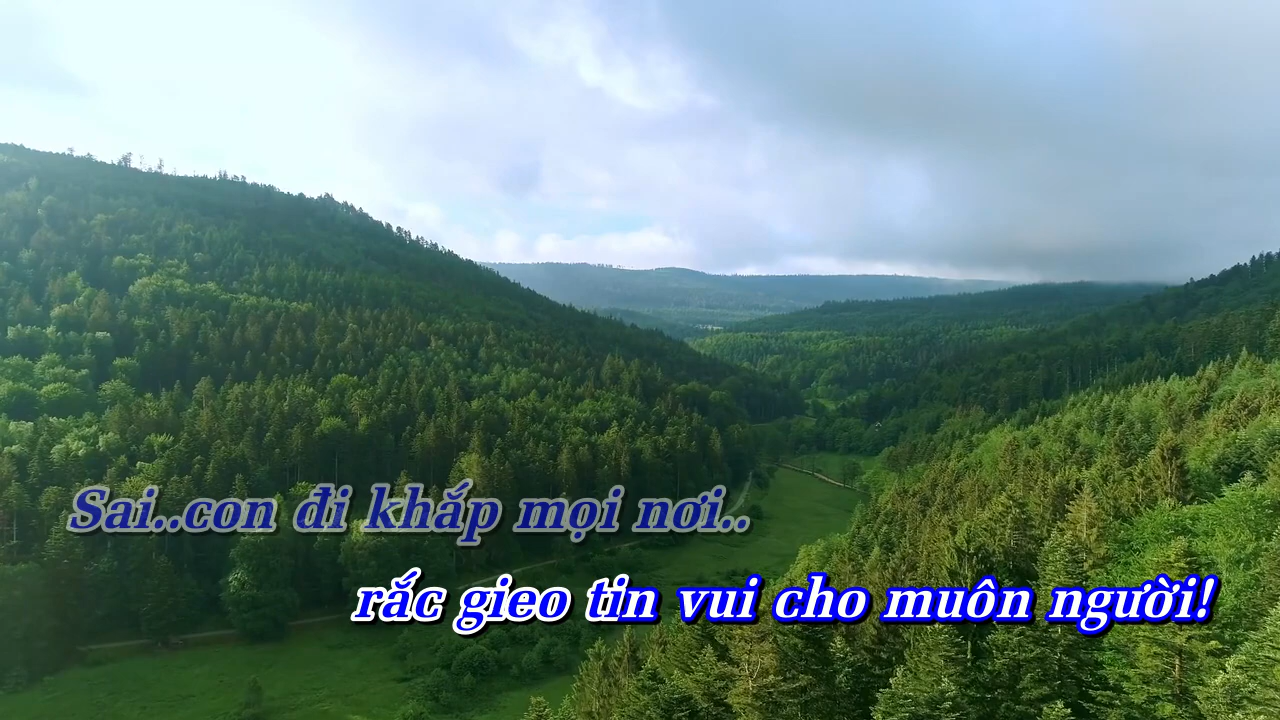 Sai..con đi khắp mọi nơi..
rắc gieo tin vui cho muôn người!